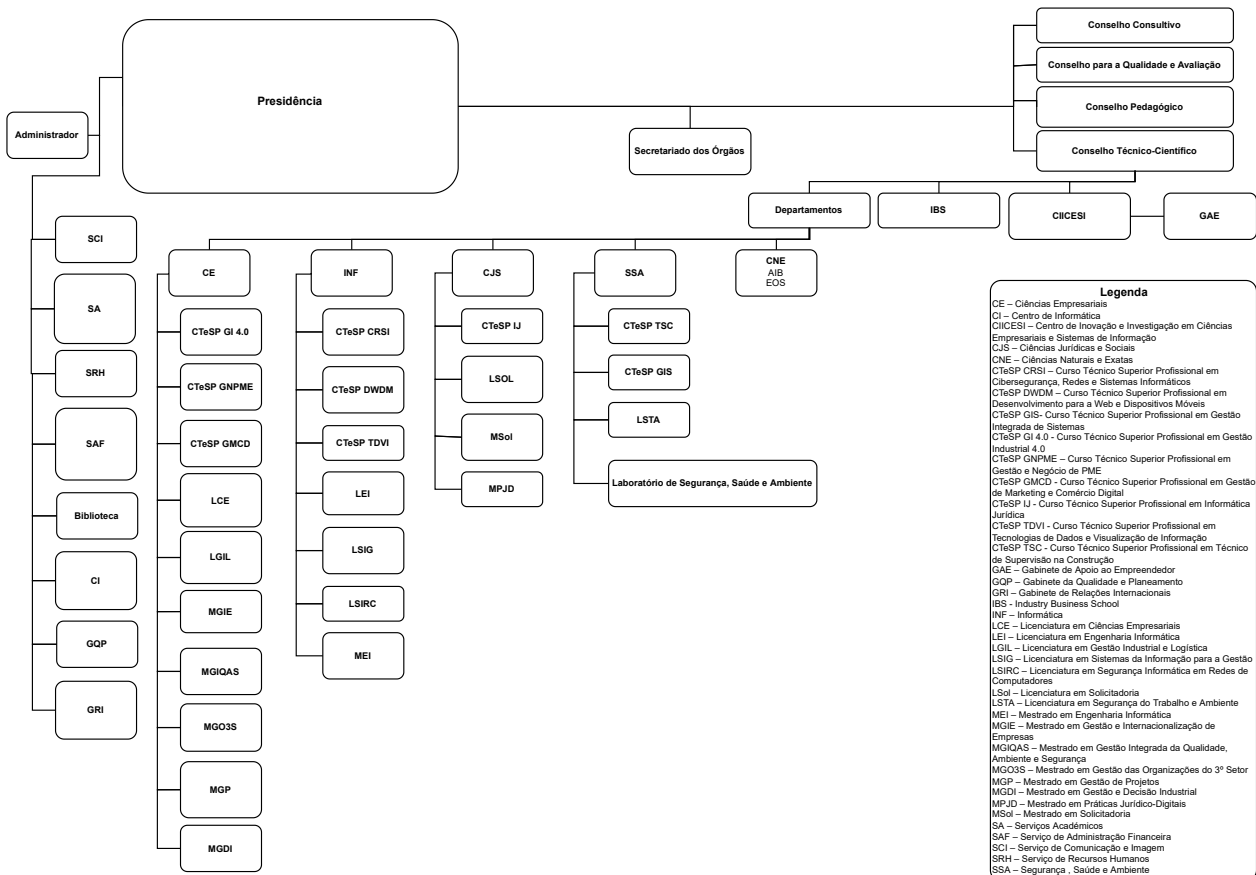 Presidência
Administrador
Secretariado dos Órgãos
Conselho Consultivo
Conselho para a Qualidade e Avaliação
Conselho Pedagógico
Conselho Técnico-Científico
Departamentos
IBS
CIICESI
GAE
SCI
SA
SRH
SAF
Biblioteca
CI
GQP
GRI
CE
CTeSP GI 4.0
CTeSP GNPME
CTeSP GMCD
LCE
LGIL
MGIE
MGIQAS
MGO3S
MGP
MGDI
INF
CTeSP CRSI
CTeSP DWDM
CTeSP TDVI
LEI
LSIG
LSIRC
MEI
CJS
CTeSP IJ
LSOL
MSol
MPJD
SSA
CTeSP TSC
CTeSP GIS
LSTA
Laboratório de Segurança, Saúde e Ambiente
CNE
AIB
EOS
Legenda
CE – Ciências Empresariais
CI – Centro de Informática
CIICESI – Centro de Inovação e Investigação em Ciências
Empresariais e Sistemas de Informação
CJS – Ciências Jurídicas e Sociais
CNE – Ciências Naturais e Exatas
CTeSP CRSI – Curso Técnico Superior Profissional em
Cibersegurança, Redes e Sistemas Informáticos
CTeSP DWDM – Curso Técnico Superior Profissional em
Desenvolvimento para a Web e Dispositivos Móveis
CTeSP GIS- Curso Técnico Superior Profissional em Gestão
Integrada de Sistemas
CTeSP GI 4.0 - Curso Técnico Superior Profissional em Gestão
Industrial 4.0
CTeSP GNPME – Curso Técnico Superior Profissional em
Gestão e Negócio de PME
CTeSP GMCD - Curso Técnico Superior Profissional em Gestão
de Marketing e Comércio Digital
CTeSP IJ - Curso Técnico Superior Profissional em Informática
Jurídica
CTeSP TDVI - Curso Técnico Superior Profissional em
Tecnologias de Dados e Visualização de Informação
CTeSP TSC - Curso Técnico Superior Profissional em Técnico
de Supervisão na Construção
GAE – Gabinete de Apoio ao Empreendedor
GQP – Gabinete da Qualidade e Planeamento
GRI – Gabinete de Relações Internacionais
IBS - Industry Business School
INF – Informática
LCE – Licenciatura em Ciências Empresariais
LEI – Licenciatura em Engenharia Informática
LGIL – Licenciatura em Gestão Industrial e Logística
LSIG – Licenciatura em Sistemas da Informação para a Gestão
LSIRC – Licenciatura em Segurança Informática em Redes de
Computadores
LSol – Licenciatura em Solicitadoria
LSTA – Licenciatura em Segurança do Trabalho e Ambiente
MEI – Mestrado em Engenharia Informática
MGIE – Mestrado em Gestão e Internacionalização de
Empresas
MGIQAS – Mestrado em Gestão Integrada da Qualidade,
Ambiente e Segurança
MGO3S – Mestrado em Gestão das Organizações do 3º Setor
MGP – Mestrado em Gestão de Projetos
MGDI – Mestrado em Gestão e Decisão Industrial
MPJD – Mestrado em Práticas Jurídico-Digitais
MSol – Mestrado em Solicitadoria
SA – Serviços Académicos
SAF – Serviço de Administração Financeira
SCI – Serviço de Comunicação e Imagem
SRH – Serviço de Recursos Humanos
SSA – Segurança , Saúde e Ambiente